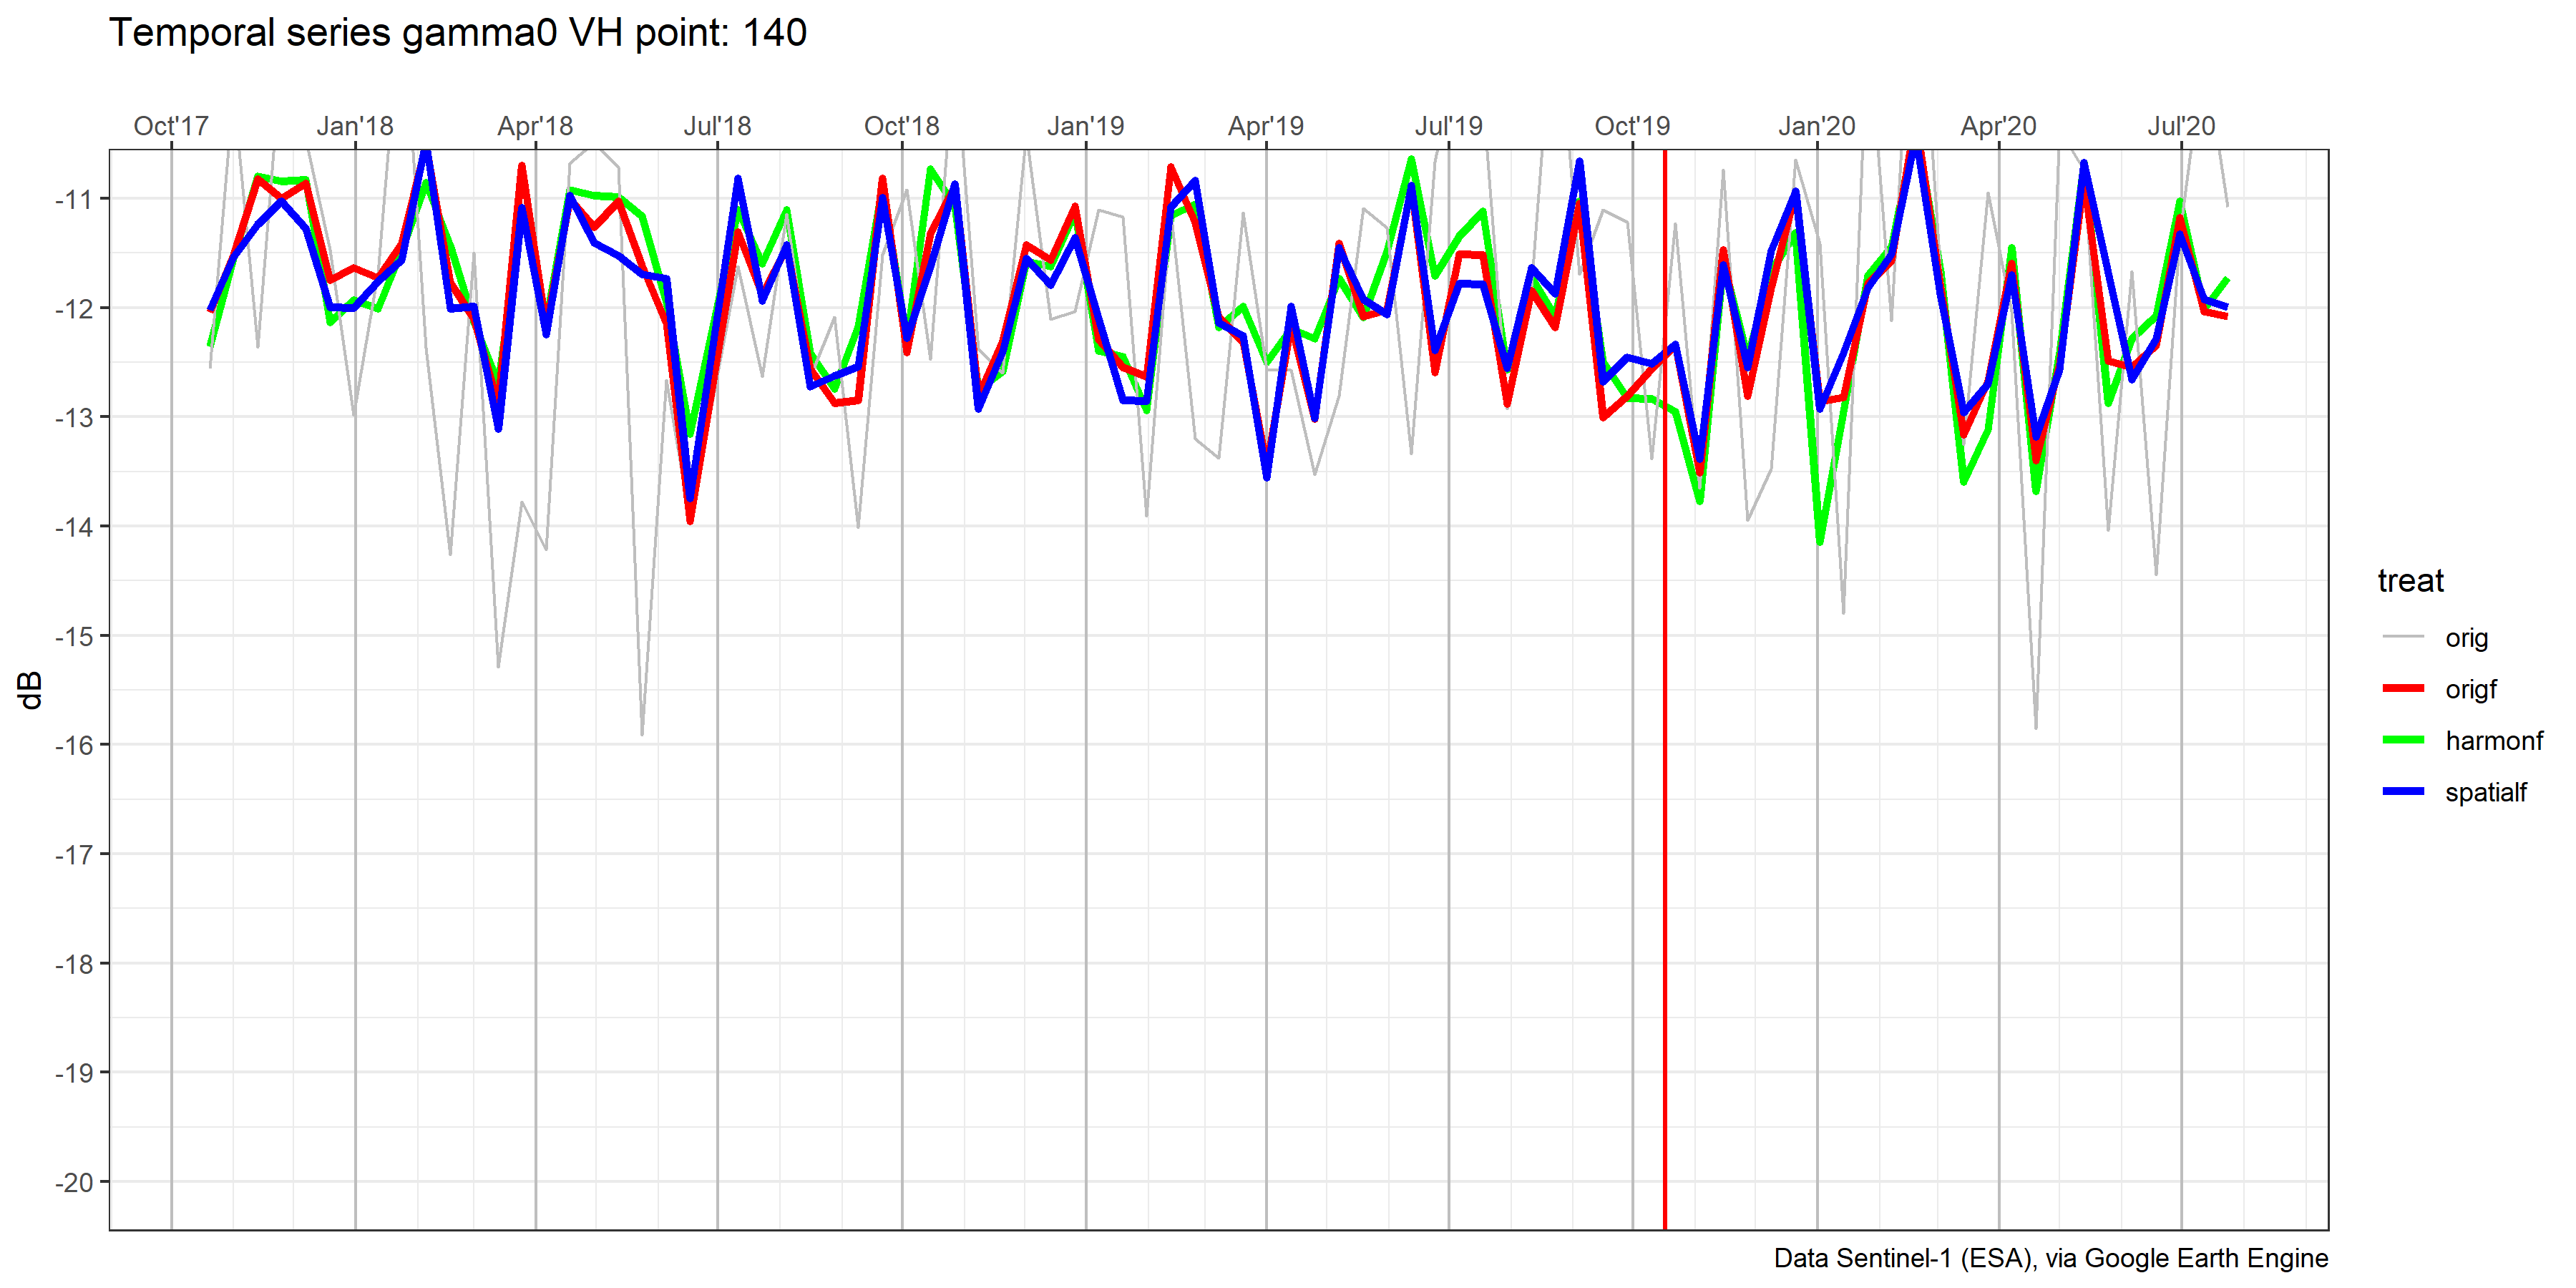 Temporal series gamma0 VH point: 140
Oct'17 Jan'18 Apr'18 Jul'18 Oct'18 Jan'19 Apr'19 Jul'19 Oct'19 Jan'20 Apr'20 Jul'20
-11
-12
-13
-14
-15
-16
-17
-18
-19
-20
dB
treat
orig
origf
harmonf
spatialf
Data Sentinel-1 (ESA), via Google Earth Engine